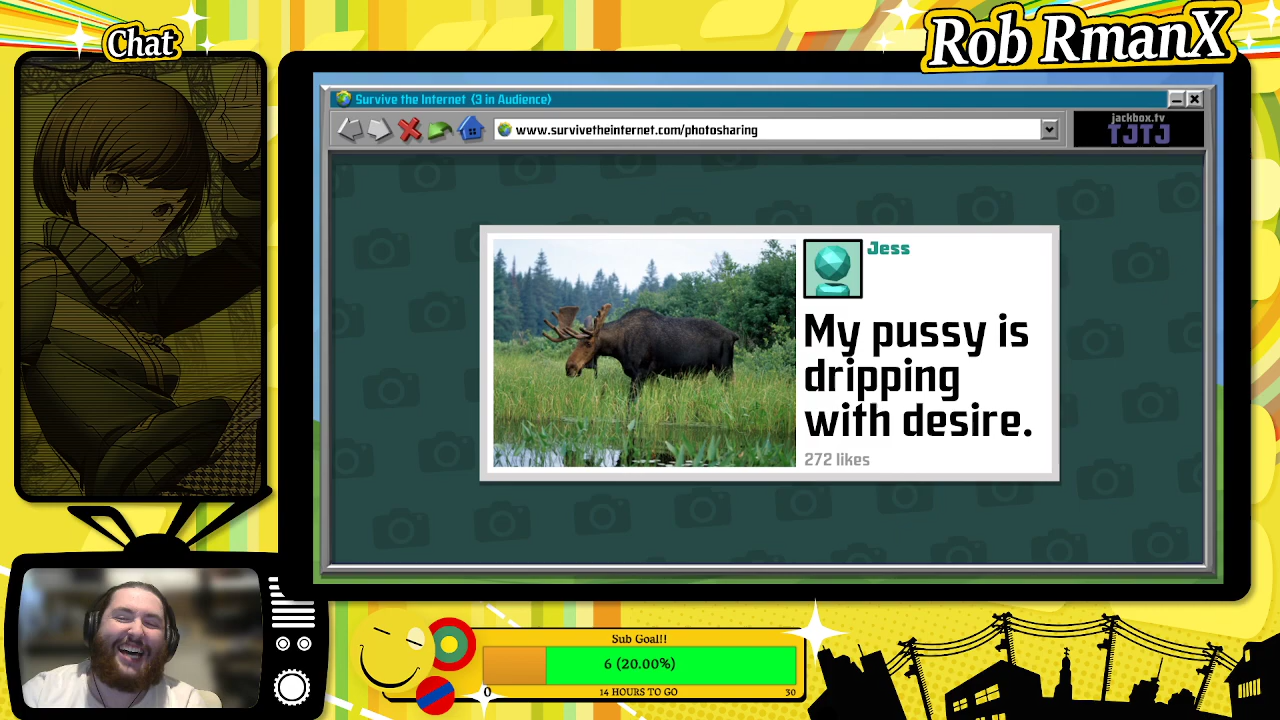 Chat
Rob RmanX
Survive the Internet (3 in Audience)
www.survivetheinternet.com/photosharing
jackbox.tv
TJTJ
Jess
My pussy is
dripping
with desire.
272 likes
Sub Goal!!
6 (20.00%)
0
14 HOURS TO GO
30